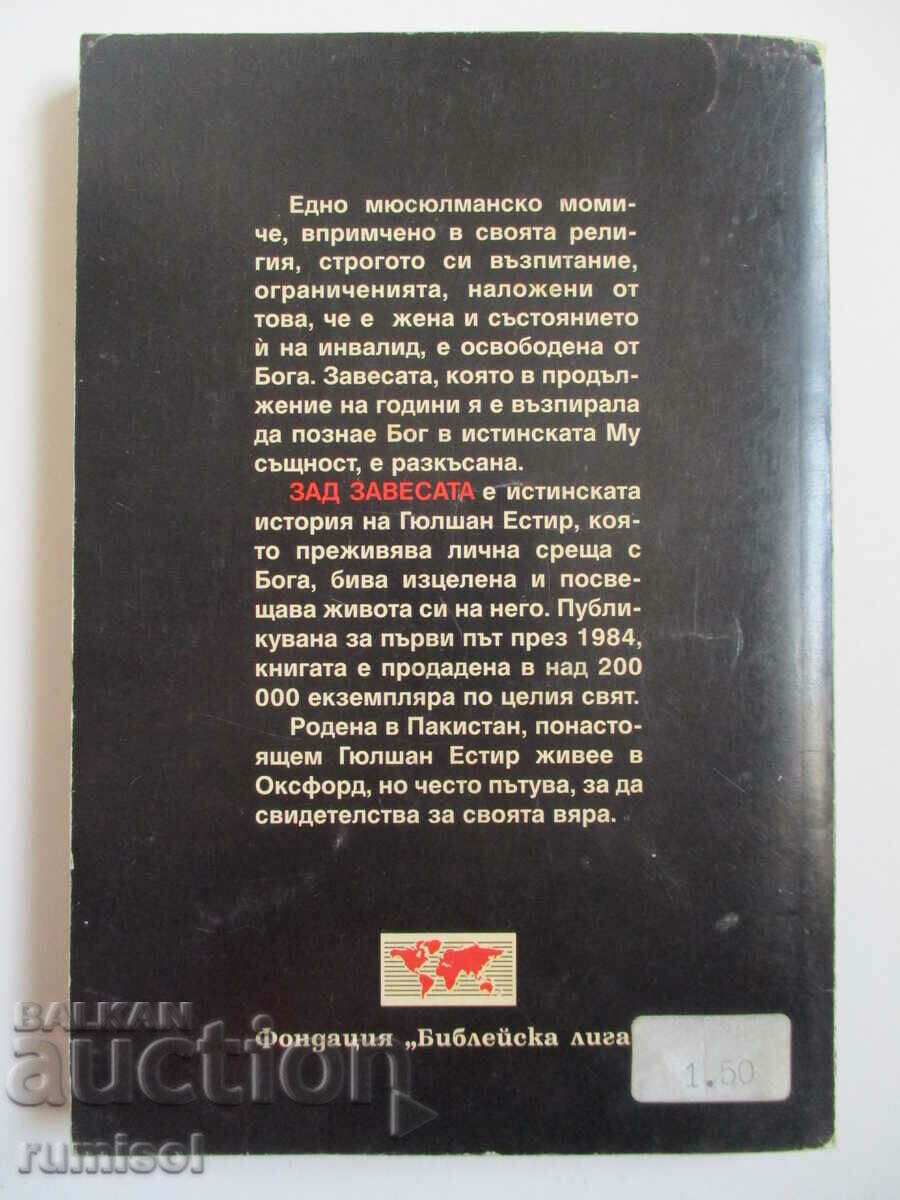 Едно мюсюлманско моми-
че, впримчено в своята рели-
гия, строгото си възпитание,
ограниченията, наложени от
това, че е жена и състоянието
ѝ на инвалид, е освободена от
Бога. Завесата, която в продъл-
жение на години я е възпирала
да познае Бог в истинската Му
същност, е разкъсана.
ЗАД ЗАВЕСАТА е истинската
история на Гюлшан Естир, коя-
то преживява лична среща с
Бога, бива изцелена и посве-
щава живота си на него. Публи-
кувана за първи път през 1984,
книгата е продадена в над 200
000 екземпляра по целия свят.
Родена в Пакистан, понасто-
ящем Гюлшан Естир живее в
Оксфорд, но често пътува, за да
свидетелства за своята вяра.
Фондация „Библейска лига
1.50
BALKAN
auction
rumisol